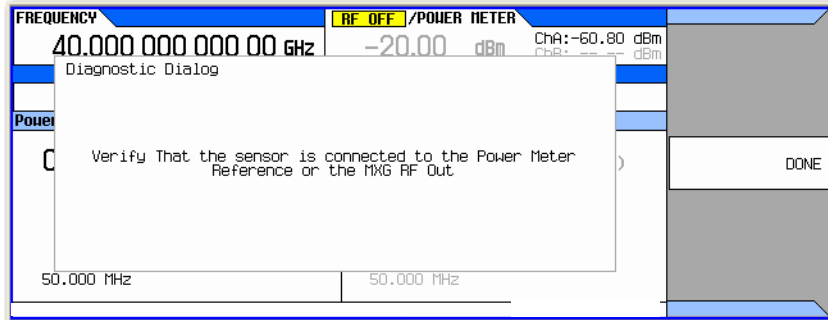 FREQUENCY
RF OFF /POWER METER
40.000 000 000 00 GHz
-20.00 dBm
ChA:-60.80 dBm
ChB: -- -- dBm
Diagnostic Dialog
Verify That the sensor is connected to the Power Meter
Reference or the MXG RF Out
DONE
50.000 MHz
50.000 MHz